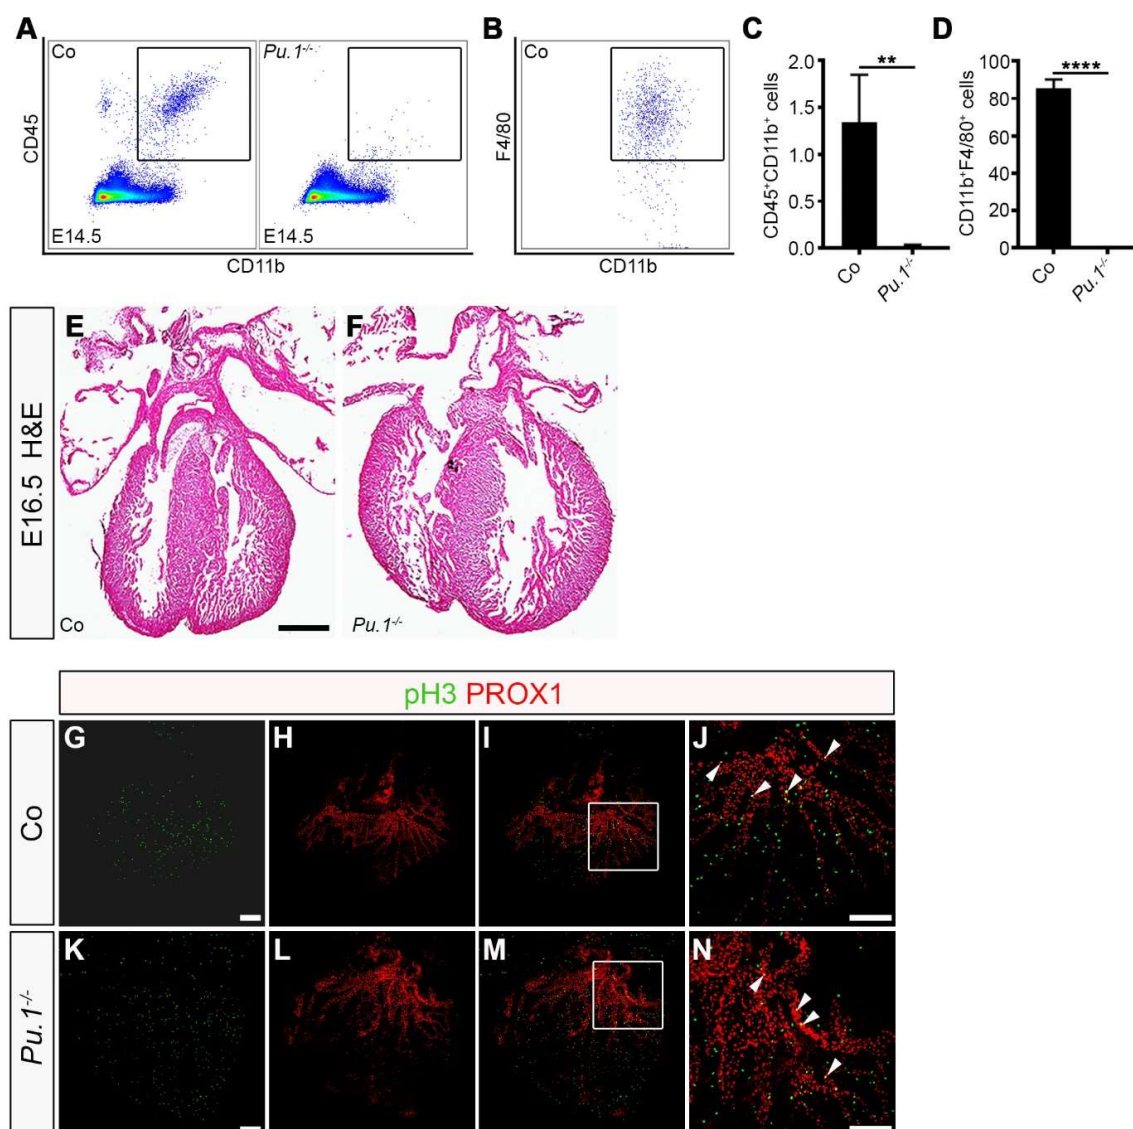 A
Co
Pu.1-/-
CD45
E14.5
E14.5
CD11b
B
Co
F4/80
CD11b
C
**
CD45+CD11b+ cells
2.0
1.5
1.0
0.5
0.0
Co
Pu.1-/-
D
****
CD11b+F4/80+ cells
100
80
60
40
20
0
Co
Pu.1-/-
E16.5 H&E
E
Co
F
Pu.1-/-
pH3 PROX1
Co
G
H
I
J
Pu.1-/-
K
L
M
N